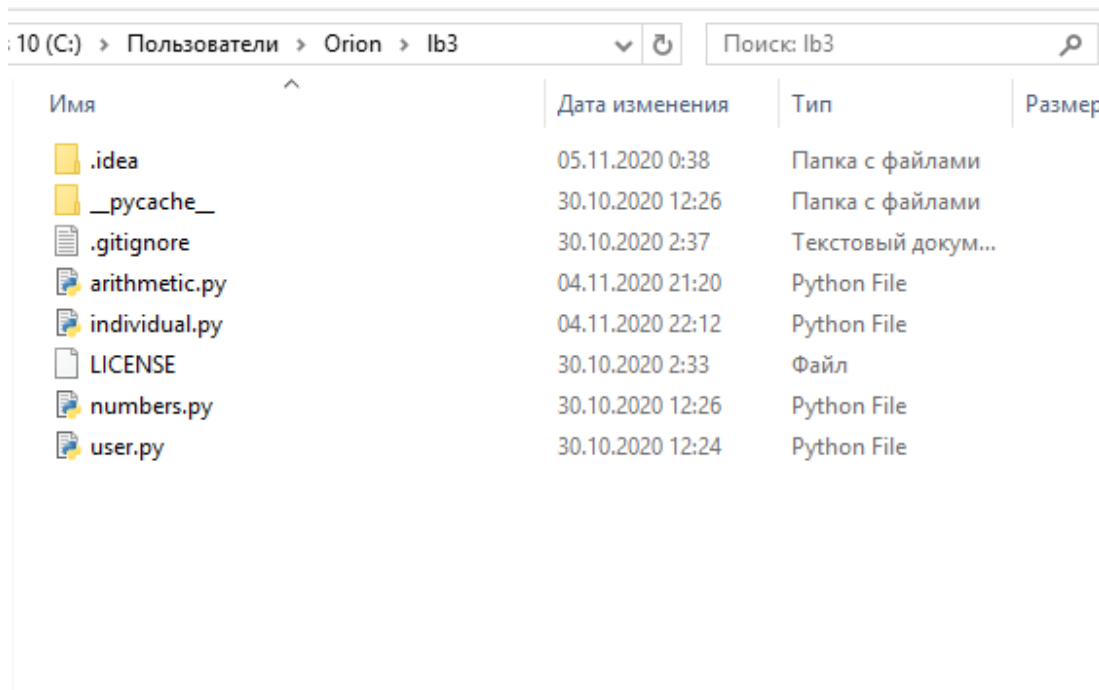 : 10 (C:) > Пользователи > Orion > lb3 Поиск: lb3
Имя Дата изменения Тип Размер
.idea 05.11.2020 0:38 Папка с файлами
__pycache__ 30.10.2020 12:26 Папка с файлами
.gitignore 30.10.2020 2:37 Текстовый докум...
arithmetic.py 04.11.2020 21:20 Python File
individual.py 04.11.2020 22:12 Python File
LICENSE 30.10.2020 2:33 Файл
numbers.py 30.10.2020 12:26 Python File
user.py 30.10.2020 12:24 Python File